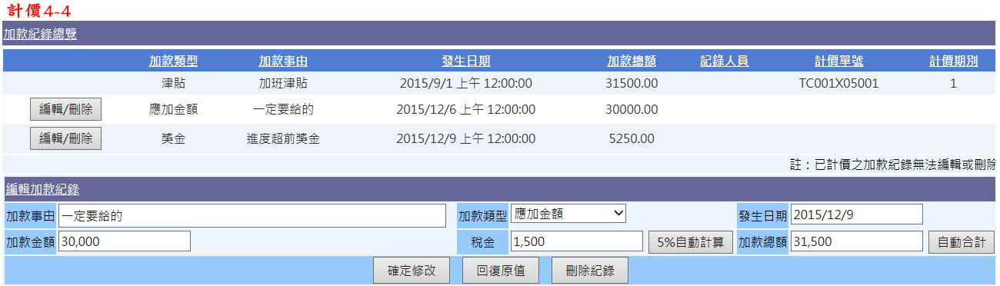 計價4-4
加款紀錄總覽
加款類型 加款事由 發生日期 加款總額 記錄人員 計價單號 計價期別
津貼 加班津貼 2015/9/1 上午 12:00:00 31500.00 TC001X05001 1
編輯/刪除 應加金額 一定要給的 2015/12/6 上午 12:00:00 30000.00
編輯/刪除 獎金 進度超前獎金 2015/12/9 上午 12:00:00 5250.00
註：已計價之加款紀錄無法編輯或刪除
編輯加款紀錄
加款事由 一定要給的 加款類型 應加金額 發生日期 2015/12/9
加款金額 30,000 稅金 1,500 5%自動計算 加款總額 31,500 自動合計
確定修改 回復原值 刪除紀錄